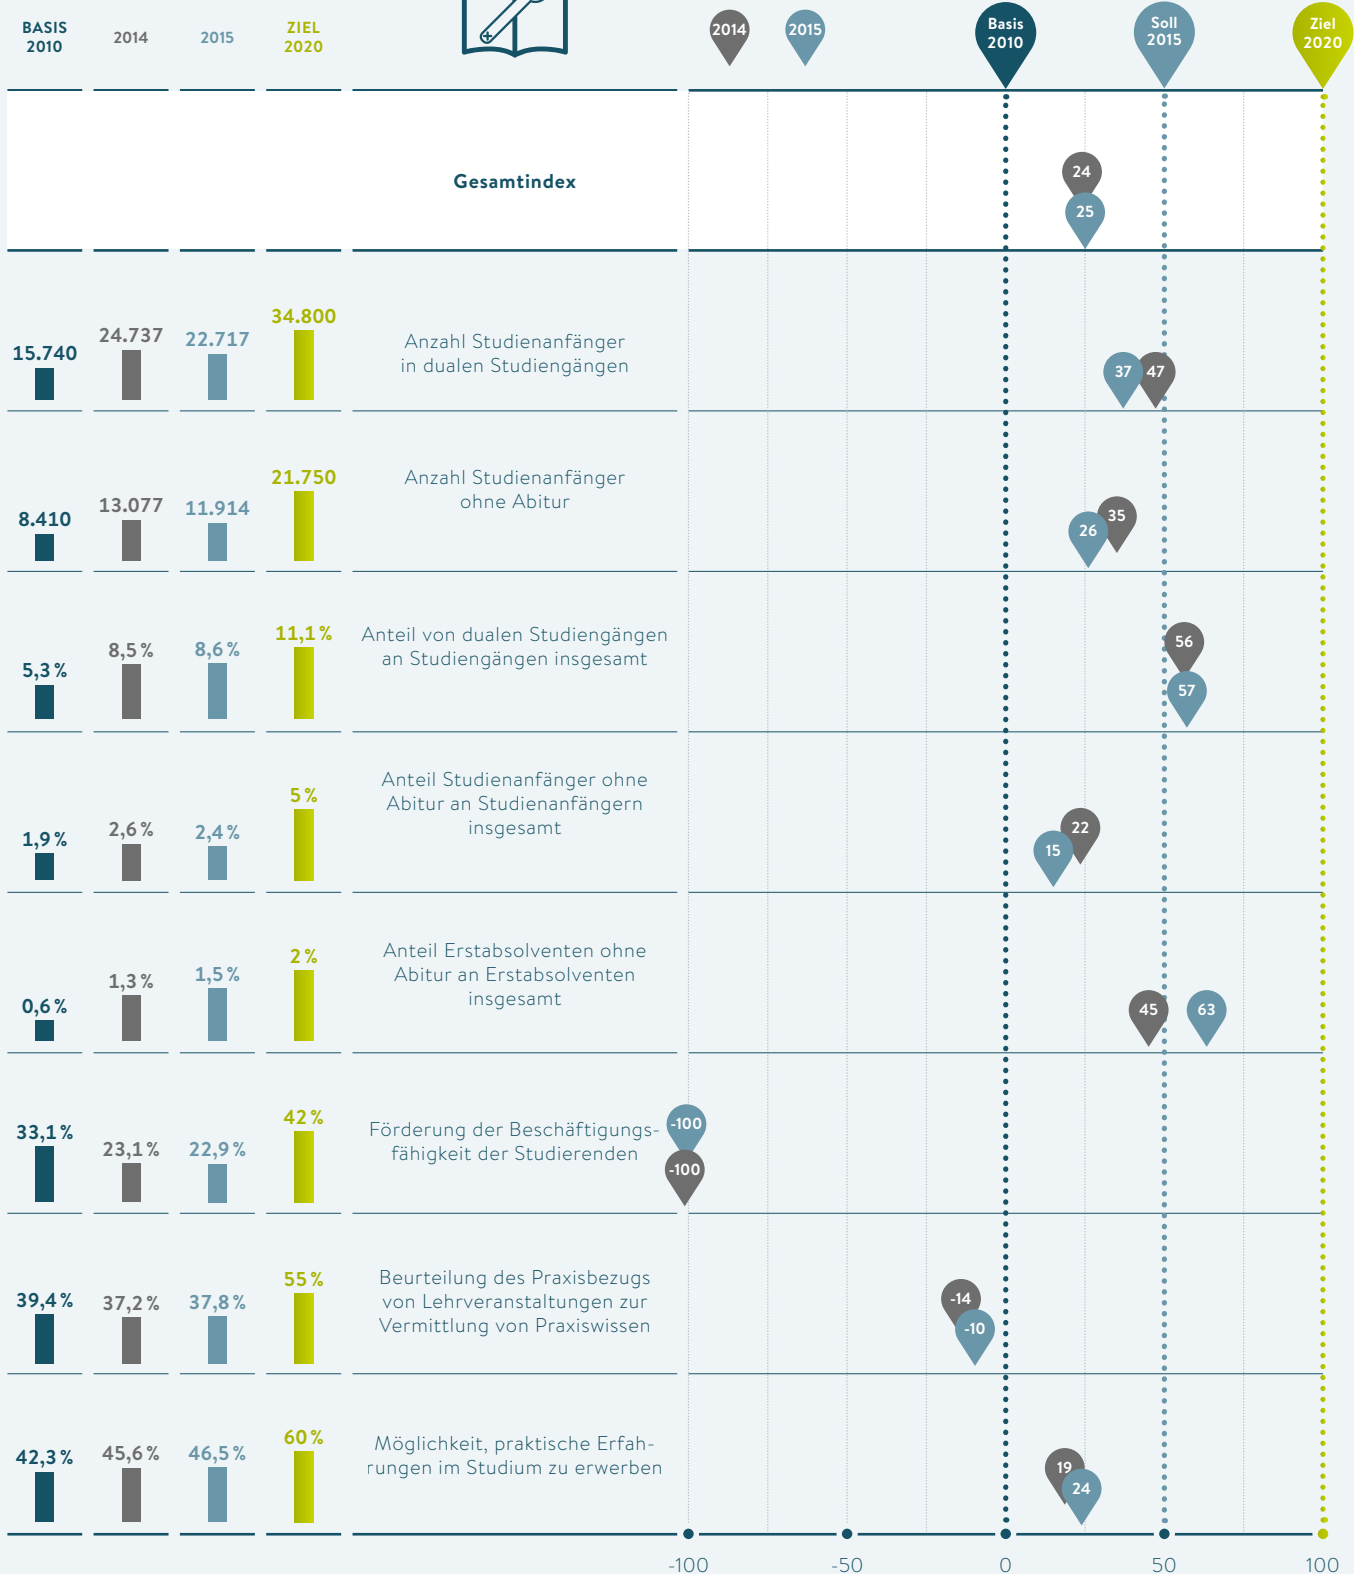 BASIS
2010
2014
2015
ZIEL
2020
2014
2015
Basis
2010
Soll
2015
Ziel
2020
Gesamtindex
24
25
15.740
24.737
22.717
34.800
Anzahl Studienanfänger
in dualen Studiengängen
37
47
8.410
13.077
11.914
21.750
Anzahl Studienanfänger
ohne Abitur
26
35
5,3 %
8,5 %
8,6 %
11,1 %
Anteil von dualen Studiengängen
an Studiengängen insgesamt
56
57
1,9 %
2,6 %
2,4 %
5 %
Anteil Studienanfänger ohne
Abitur an Studienanfängern
insgesamt
15
22
0,6 %
1,3 %
1,5 %
2 %
Anteil Erstabsolventen ohne
Abitur an Erstabsolventen
insgesamt
45
63
33,1 %
23,1 %
22,9 %
42 %
Förderung der Beschäftigungs-
fähigkeit der Studierenden
-100
-100
39,4 %
37,2 %
37,8 %
55 %
Beurteilung des Praxisbezugs
von Lehrveranstaltungen zur
Vermittlung von Praxiswissen
-14
-10
42,3 %
45,6 %
46,5 %
60 %
Möglichkeit, praktische Erfah-
rungen im Studium zu erwerben
19
24
-100
-50
0
50
100